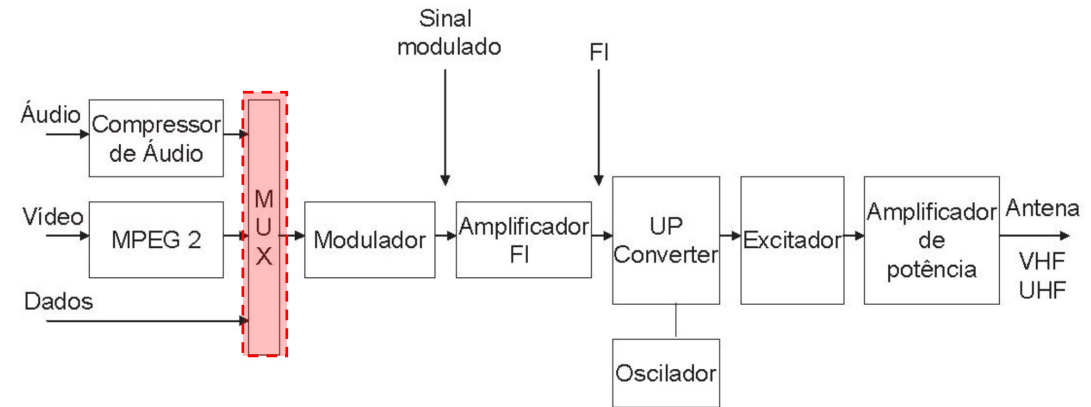 Sinal
modulado
FI
Áudio
Compressor
de Áudio
Vídeo
MPEG 2
Dados
M
U
X
Modulador
Amplificador
FI
UP
Converter
Oscilador
Excitador
Amplificador
de
potência
Antena
VHF
UHF